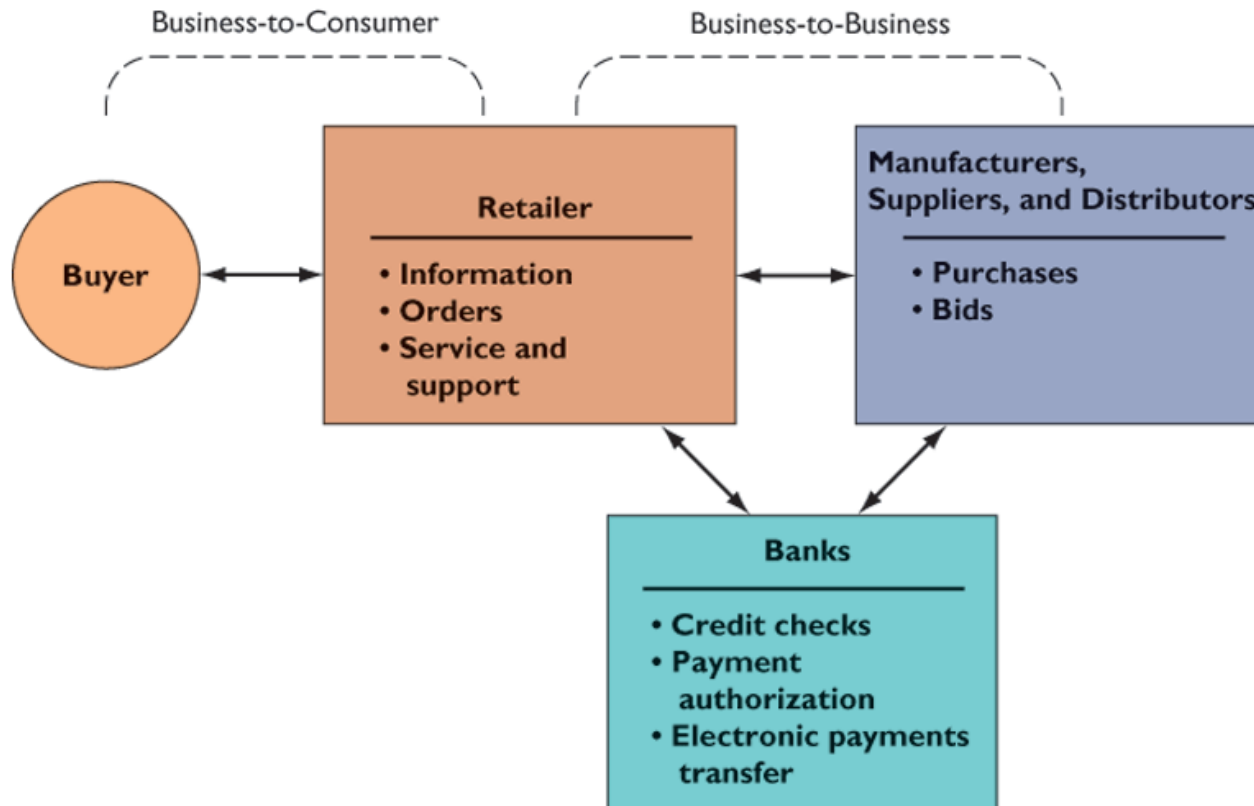 Business-to-Consumer
Business-to-Business
Buyer
Retailer
• Information
• Orders
• Service and
support
Manufacturers,
Suppliers, and Distributors
• Purchases
• Bids
Banks
• Credit checks
• Payment
authorization
• Electronic payments
transfer